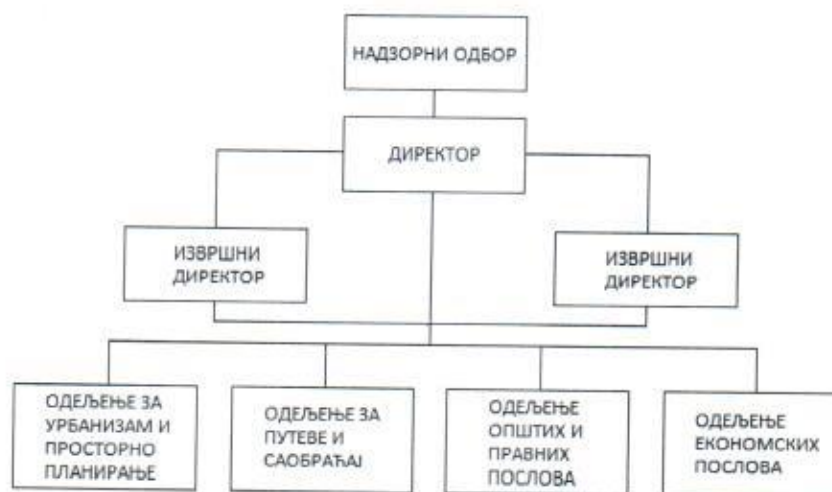 НАДЗОРНИ ОДБОР
ДИРЕКТОР
ИЗВРШНИ
ДИРЕКТОР
ИЗВРШНИ
ДИРЕКТОР
ОДЕЉЕЊЕ ЗА
УРБАНИЗАМ И
ПРОСТОРНО
ПЛАНИРАЊЕ
ОДЕЉЕЊЕ ЗА
ПУТЕВЕ И
САОБРАЋАЈ
ОДЕЉЕЊЕ
ОПШТИХ И
ПРАВНИХ
ПОСЛОВА
ОДЕЉЕЊЕ
ЕКОНОМСКИХ
ПОСЛОВА